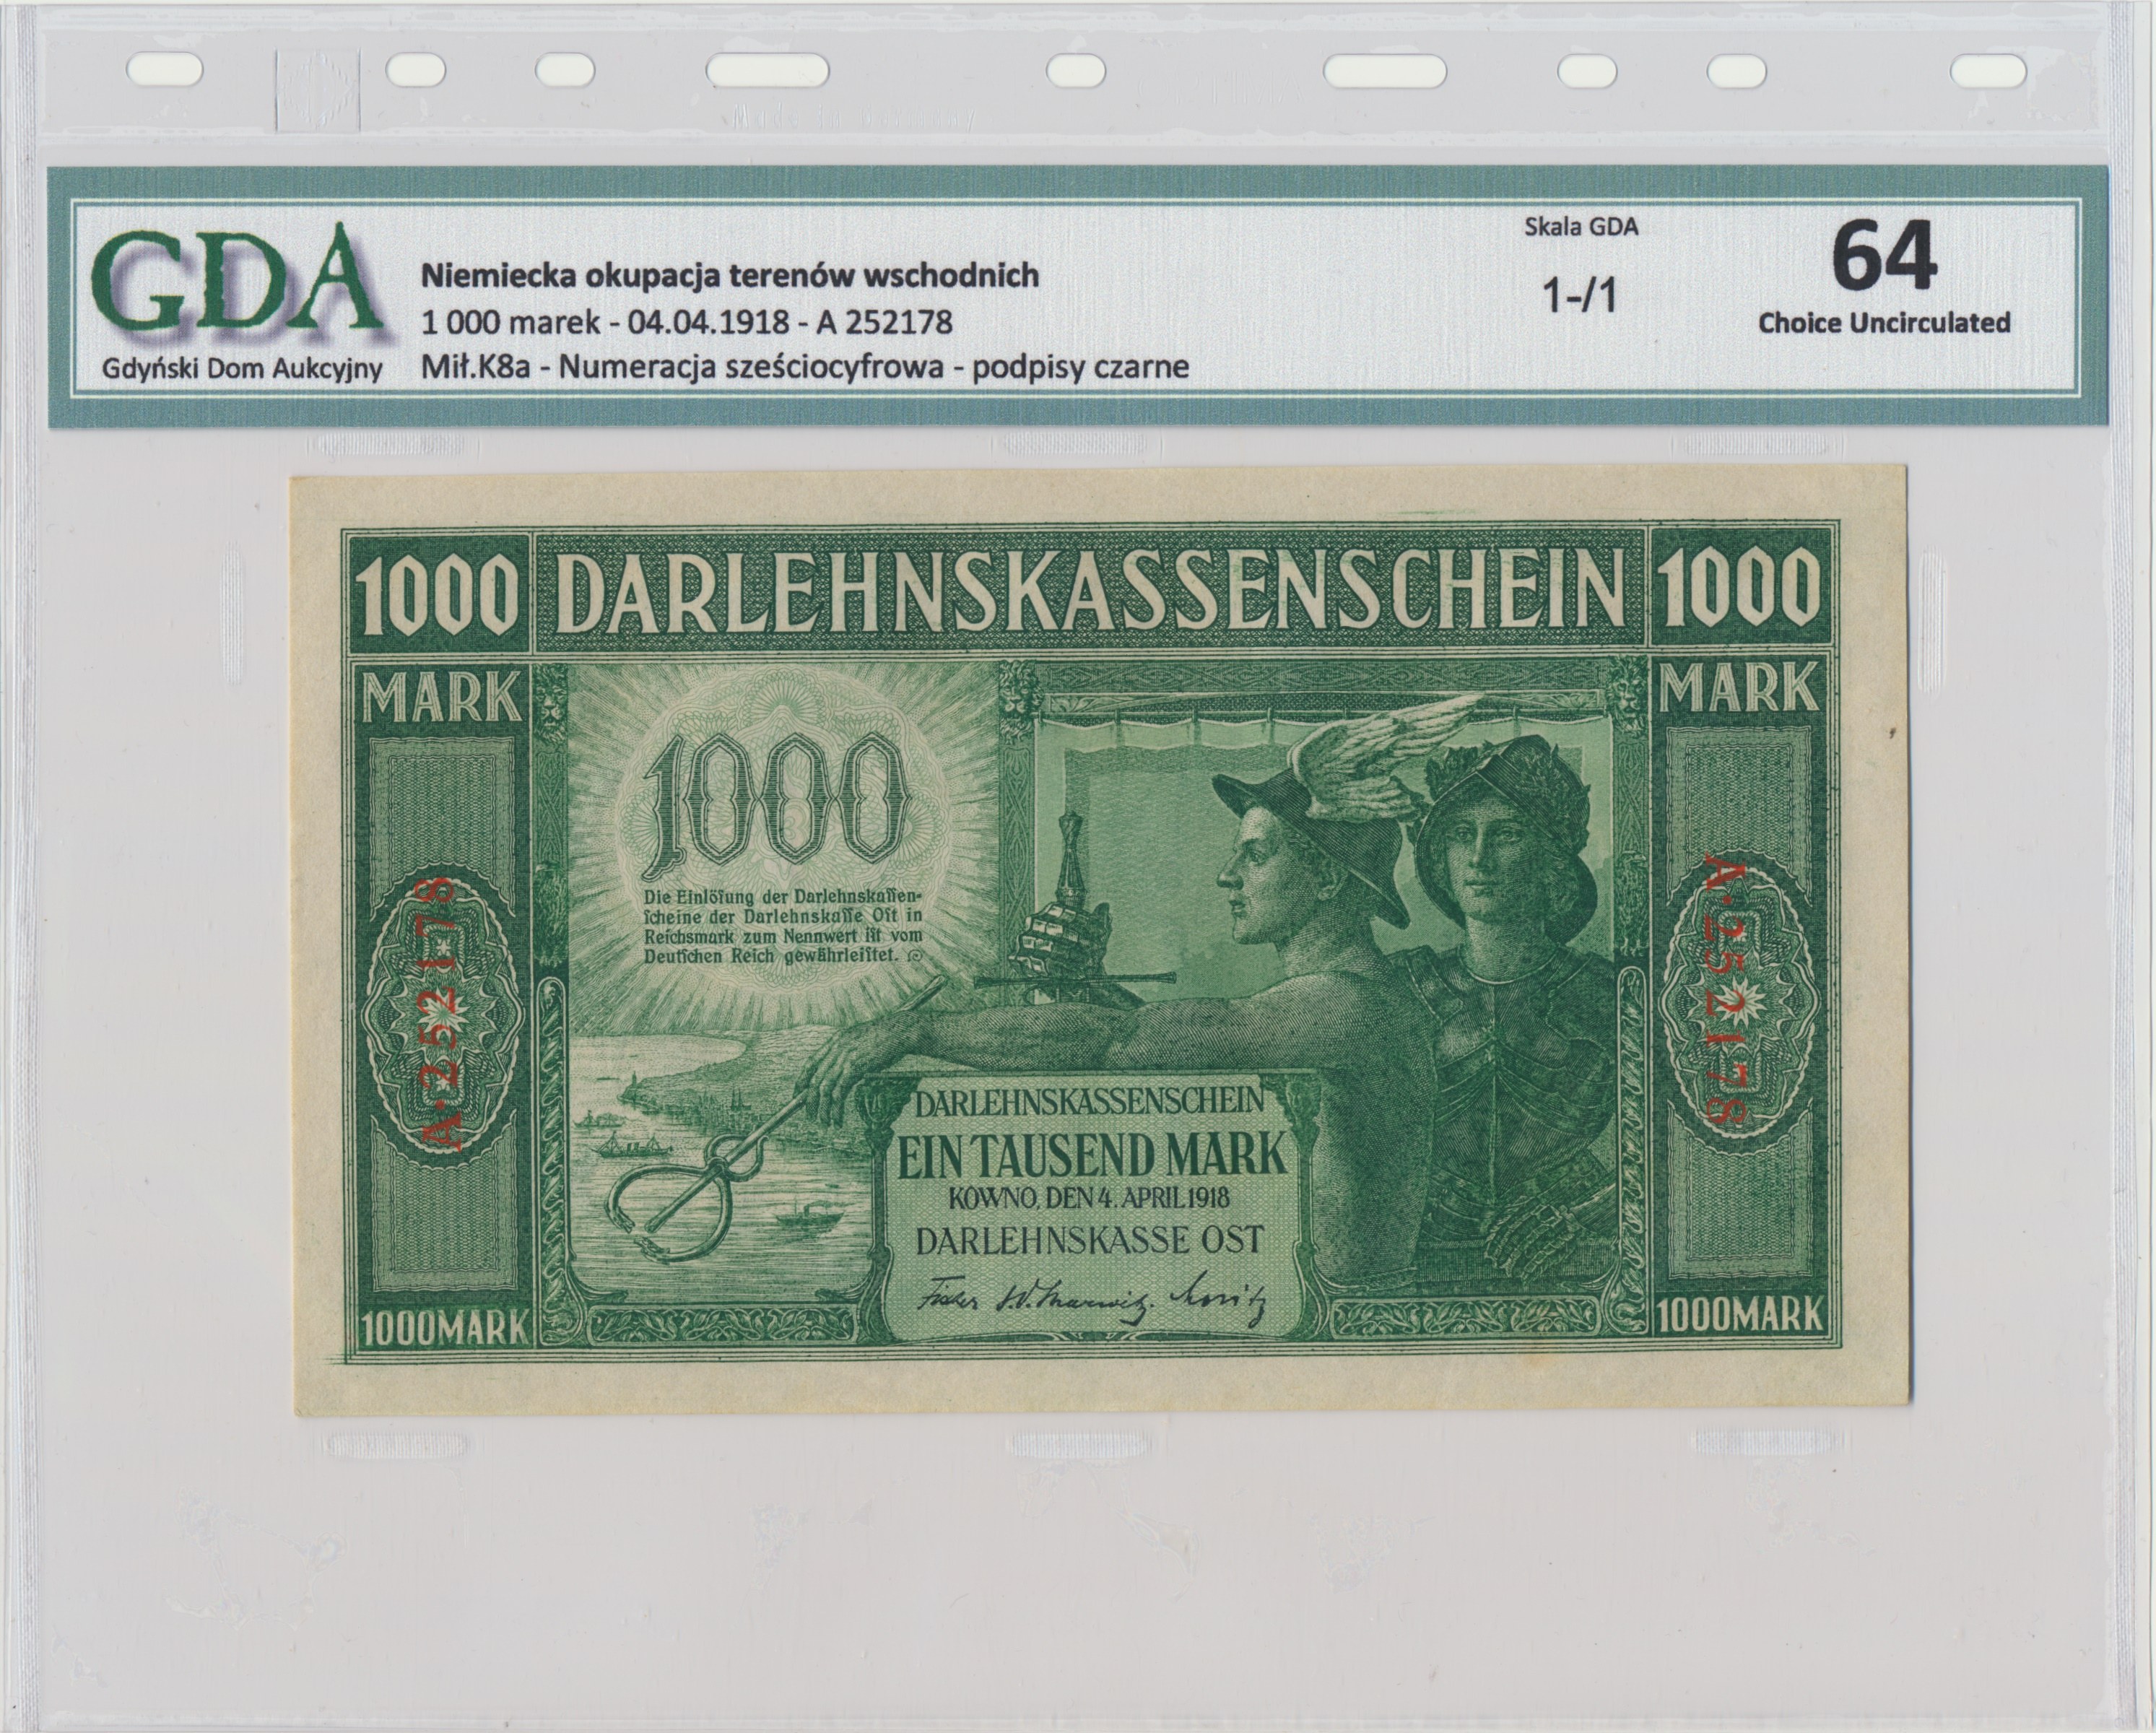 GDA
Gdyński Dom Aukcyjny
Niemiecka okupacja terenów wschodnich
1 000 marek - 04.04.1918 - A 252178
Mił.K8a - Numeracja sześciocyfrowa - podpisy czarne
Skala GDA
1-/1
64
Choice Uncirculated
1000 DARLEHNSKASSENSCHEIN 1000
MARK
MARK
1000
Die Einlöſung der Darlehnskaſſen-
ſcheine der Darlehnskaſſe Oſt in
Reichsmark zum Nennwert iſt vom
Deutſchen Reich gewährleiſtet.
A·252178
A·252178
DARLEHNSKASSENSCHEIN
EIN TAUSEND MARK
KOWNO, DEN 4. APRIL 1918
DARLEHNSKASSE OST
Fischer v.d. Marwitz. Moritz
1000MARK
1000MARK